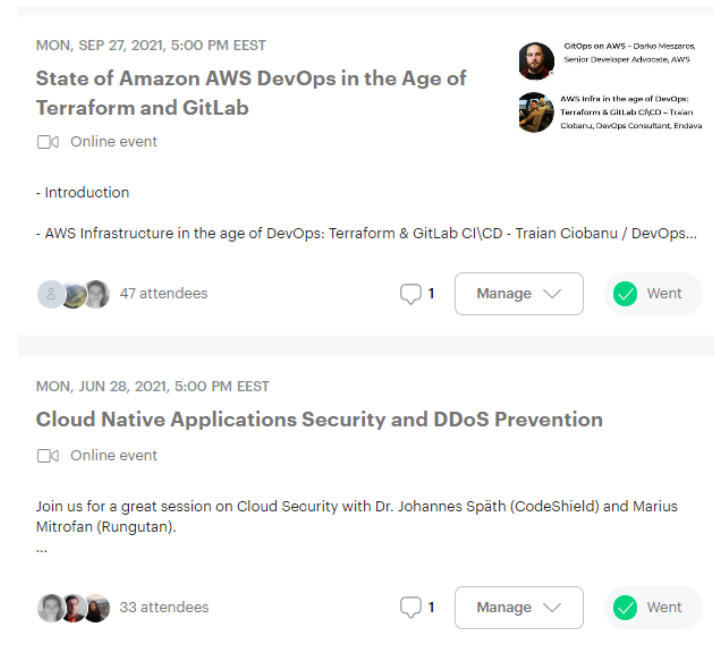 MON, SEP 27, 2021, 5:00 PM EEST
State of Amazon AWS DevOps in the Age of
Terraform and GitLab
Online event
GitOps on AWS – Darko Meszaros,
Senior Developer Advocate, AWS
AWS Infra in the age of DevOps:
Terraform & GitLab CI\CD – Traian
Ciobanu, DevOps Consultant, Endava
- Introduction
- AWS Infrastructure in the age of DevOps: Terraform & GitLab CI\CD - Traian Ciobanu / DevOps...
47 attendees
1
Manage
Went
MON, JUN 28, 2021, 5:00 PM EEST
Cloud Native Applications Security and DDoS Prevention
Online event
Join us for a great session on Cloud Security with Dr. Johannes Späth (CodeShield) and Marius
Mitrofan (Rungutan).
...
33 attendees
1
Manage
Went